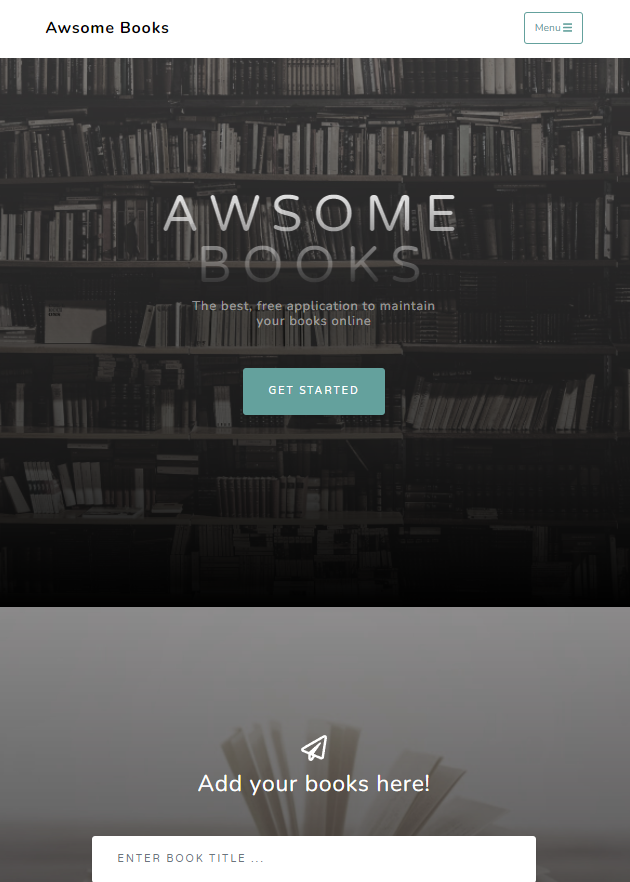 Awsome Books
Menu
AWSOME
BOOKS
The best, free application to maintain
your books online
GET STARTED
Add your books here!
ENTER BOOK TITLE ...